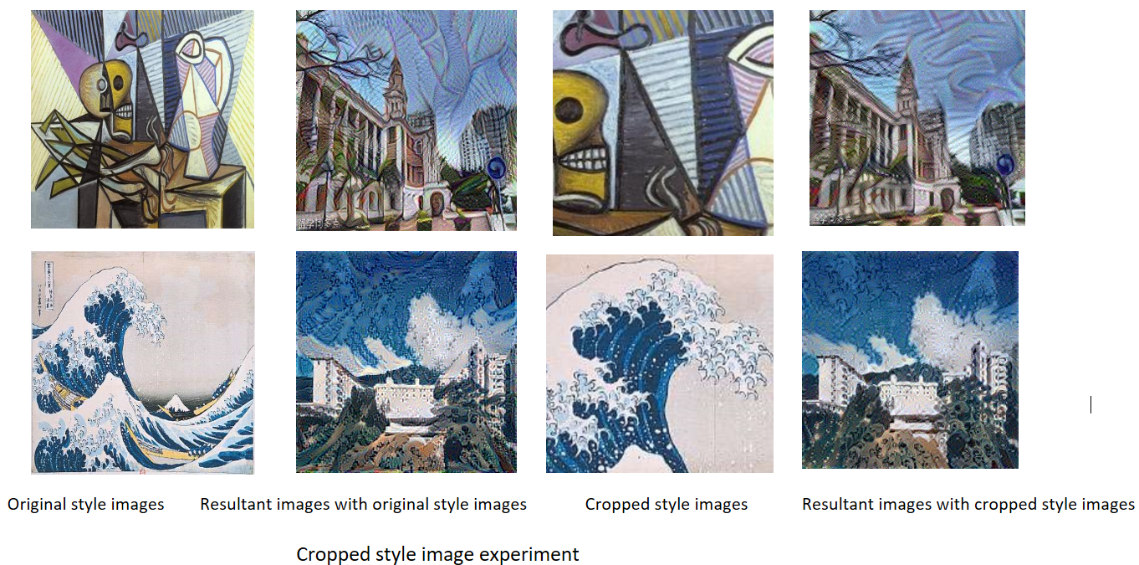 Original style images
Resultant images with original style images
Cropped style images
Resultant images with cropped style images
Cropped style image experiment